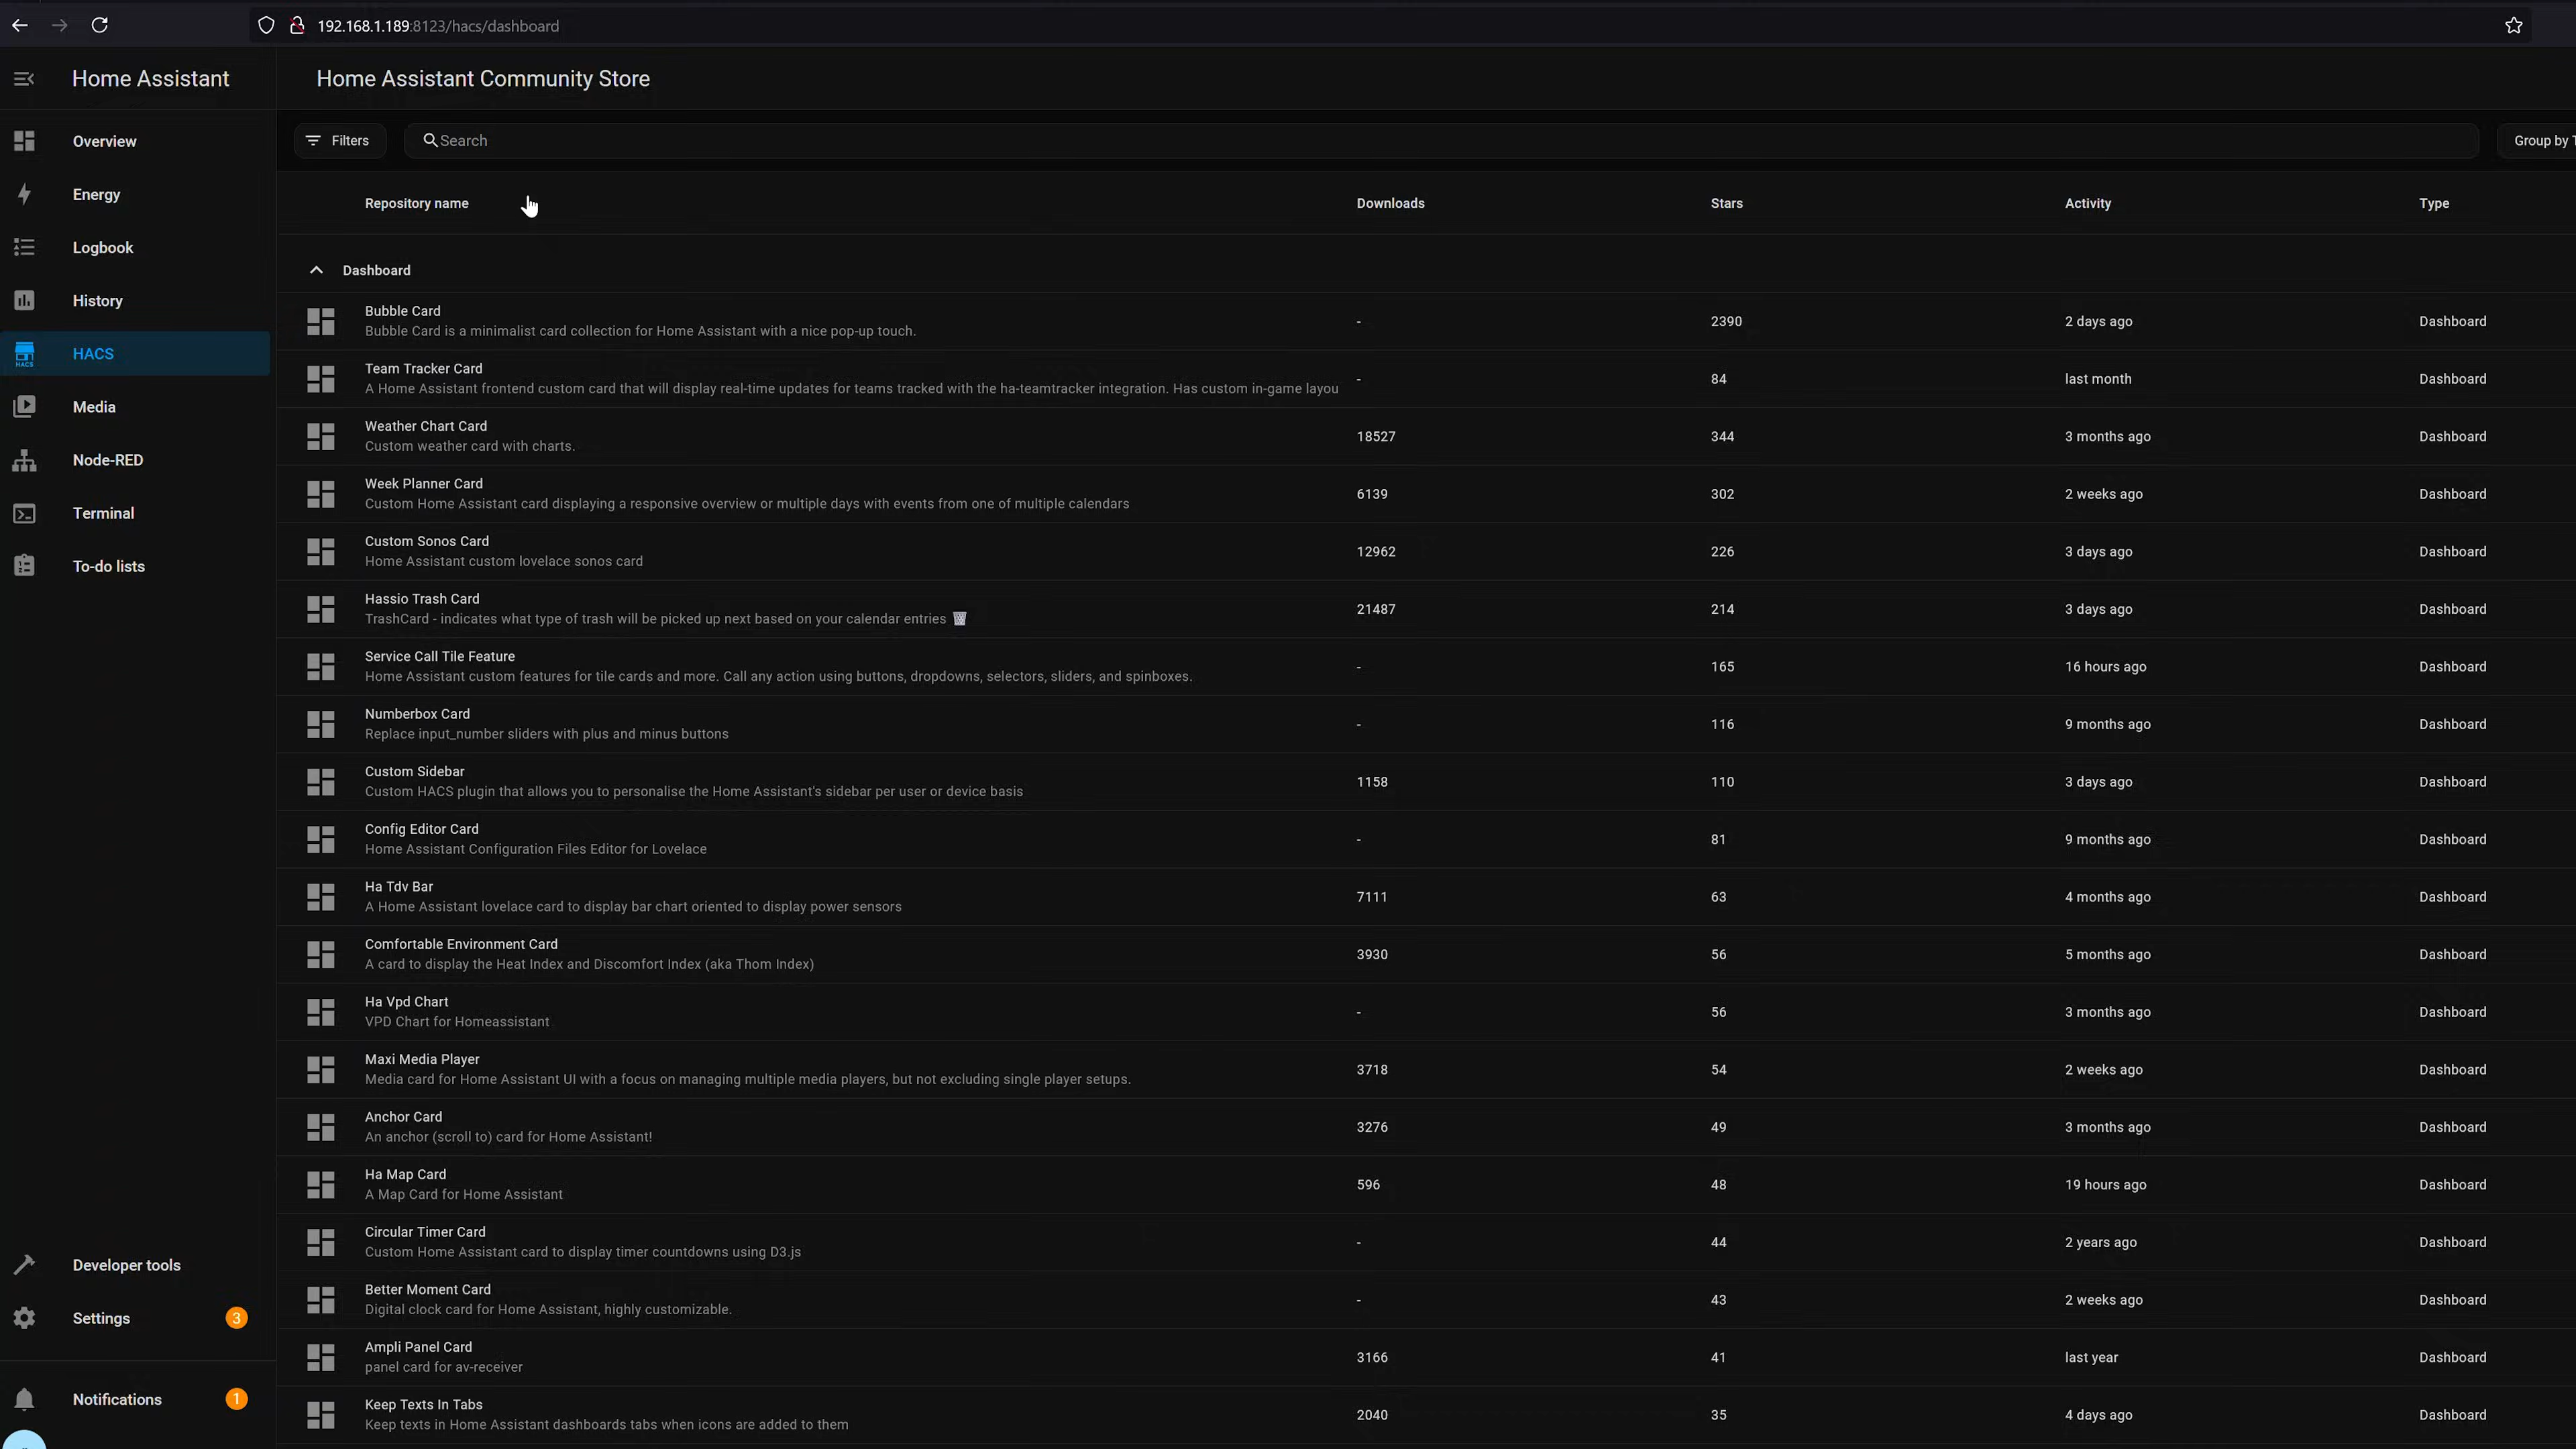 192.168.1.189:8123/hacs/dashboard
Home Assistant
Home Assistant Community Store
Filters
Search
Group by T
Overview
Energy
Logbook
History
HACS
HACS
Media
Node-RED
Terminal
To-do lists
Developer tools
Settings 3
Notifications 1
Repository name Downloads Stars Activity Type
Dashboard
Bubble Card
Bubble Card is a minimalist card collection for Home Assistant with a nice pop-up touch.
- 2390 2 days ago Dashboard
Team Tracker Card
A Home Assistant frontend custom card that will display real-time updates for teams tracked with the ha-teamtracker integration. Has custom in-game layou
- 84 last month Dashboard
Weather Chart Card
Custom weather card with charts.
18527 344 3 months ago Dashboard
Week Planner Card
Custom Home Assistant card displaying a responsive overview or multiple days with events from one of multiple calendars
6139 302 2 weeks ago Dashboard
Custom Sonos Card
Home Assistant custom lovelace sonos card
12962 226 3 days ago Dashboard
Hassio Trash Card
TrashCard - indicates what type of trash will be picked up next based on your calendar entries 🗑
21487 214 3 days ago Dashboard
Service Call Tile Feature
Home Assistant custom features for tile cards and more. Call any action using buttons, dropdowns, selectors, sliders, and spinboxes.
- 165 16 hours ago Dashboard
Numberbox Card
Replace input_number sliders with plus and minus buttons
- 116 9 months ago Dashboard
Custom Sidebar
Custom HACS plugin that allows you to personalise the Home Assistant's sidebar per user or device basis
1158 110 3 days ago Dashboard
Config Editor Card
Home Assistant Configuration Files Editor for Lovelace
- 81 9 months ago Dashboard
Ha Tdv Bar
A Home Assistant lovelace card to display bar chart oriented to display power sensors
7111 63 4 months ago Dashboard
Comfortable Environment Card
A card to display the Heat Index and Discomfort Index (aka Thom Index)
3930 56 5 months ago Dashboard
Ha Vpd Chart
VPD Chart for Homeassistant
- 56 3 months ago Dashboard
Maxi Media Player
Media card for Home Assistant UI with a focus on managing multiple media players, but not excluding single player setups.
3718 54 2 weeks ago Dashboard
Anchor Card
An anchor (scroll to) card for Home Assistant!
3276 49 3 months ago Dashboard
Ha Map Card
A Map Card for Home Assistant
596 48 19 hours ago Dashboard
Circular Timer Card
Custom Home Assistant card to display timer countdowns using D3.js
- 44 2 years ago Dashboard
Better Moment Card
Digital clock card for Home Assistant, highly customizable.
- 43 2 weeks ago Dashboard
Ampli Panel Card
panel card for av-receiver
3166 41 last year Dashboard
Keep Texts In Tabs
Keep texts in Home Assistant dashboards tabs when icons are added to them
2040 35 4 days ago Dashboard